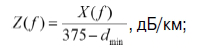 Z(f) = X(f) / (375 − d_min), дБ/км;